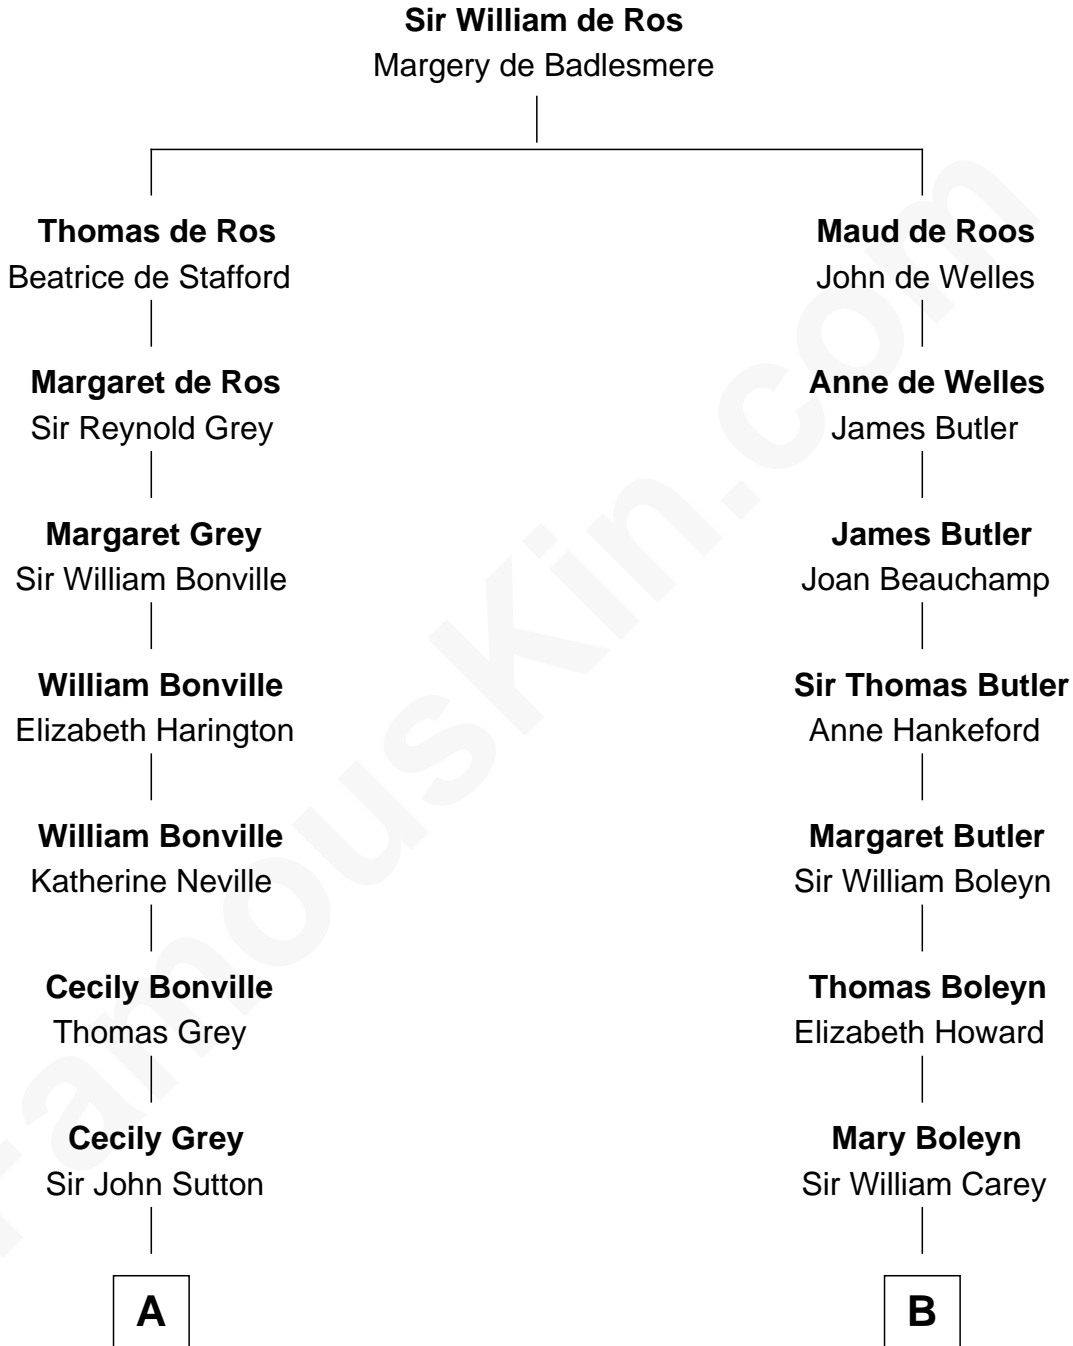 Sir William de Ros
Margery de Badlesmere
Thomas de Ros
Beatrice de Stafford
Maud de Roos
John de Welles
Margaret de Ros
Sir Reynold Grey
Anne de Welles
James Butler
Margaret Grey
Sir William Bonville
James Butler
Joan Beauchamp
William Bonville
Elizabeth Harington
Sir Thomas Butler
Anne Hankeford
William Bonville
Katherine Neville
Margaret Butler
Sir William Boleyn
Cecily Bonville
Thomas Grey
Thomas Boleyn
Elizabeth Howard
Cecily Grey
Sir John Sutton
Mary Boleyn
Sir William Carey
A
B
FamousKin.com